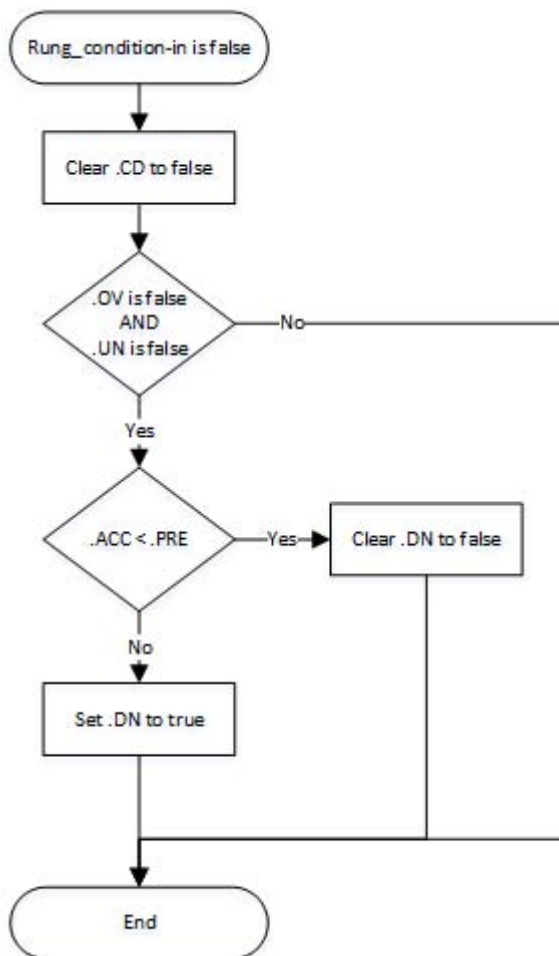 Rung_condition-in is false
Clear .CD to false
.OV is false
AND
.UN is false
No
Yes
.ACC < .PRE
Yes
Clear .DN to false
No
Set .DN to true
End